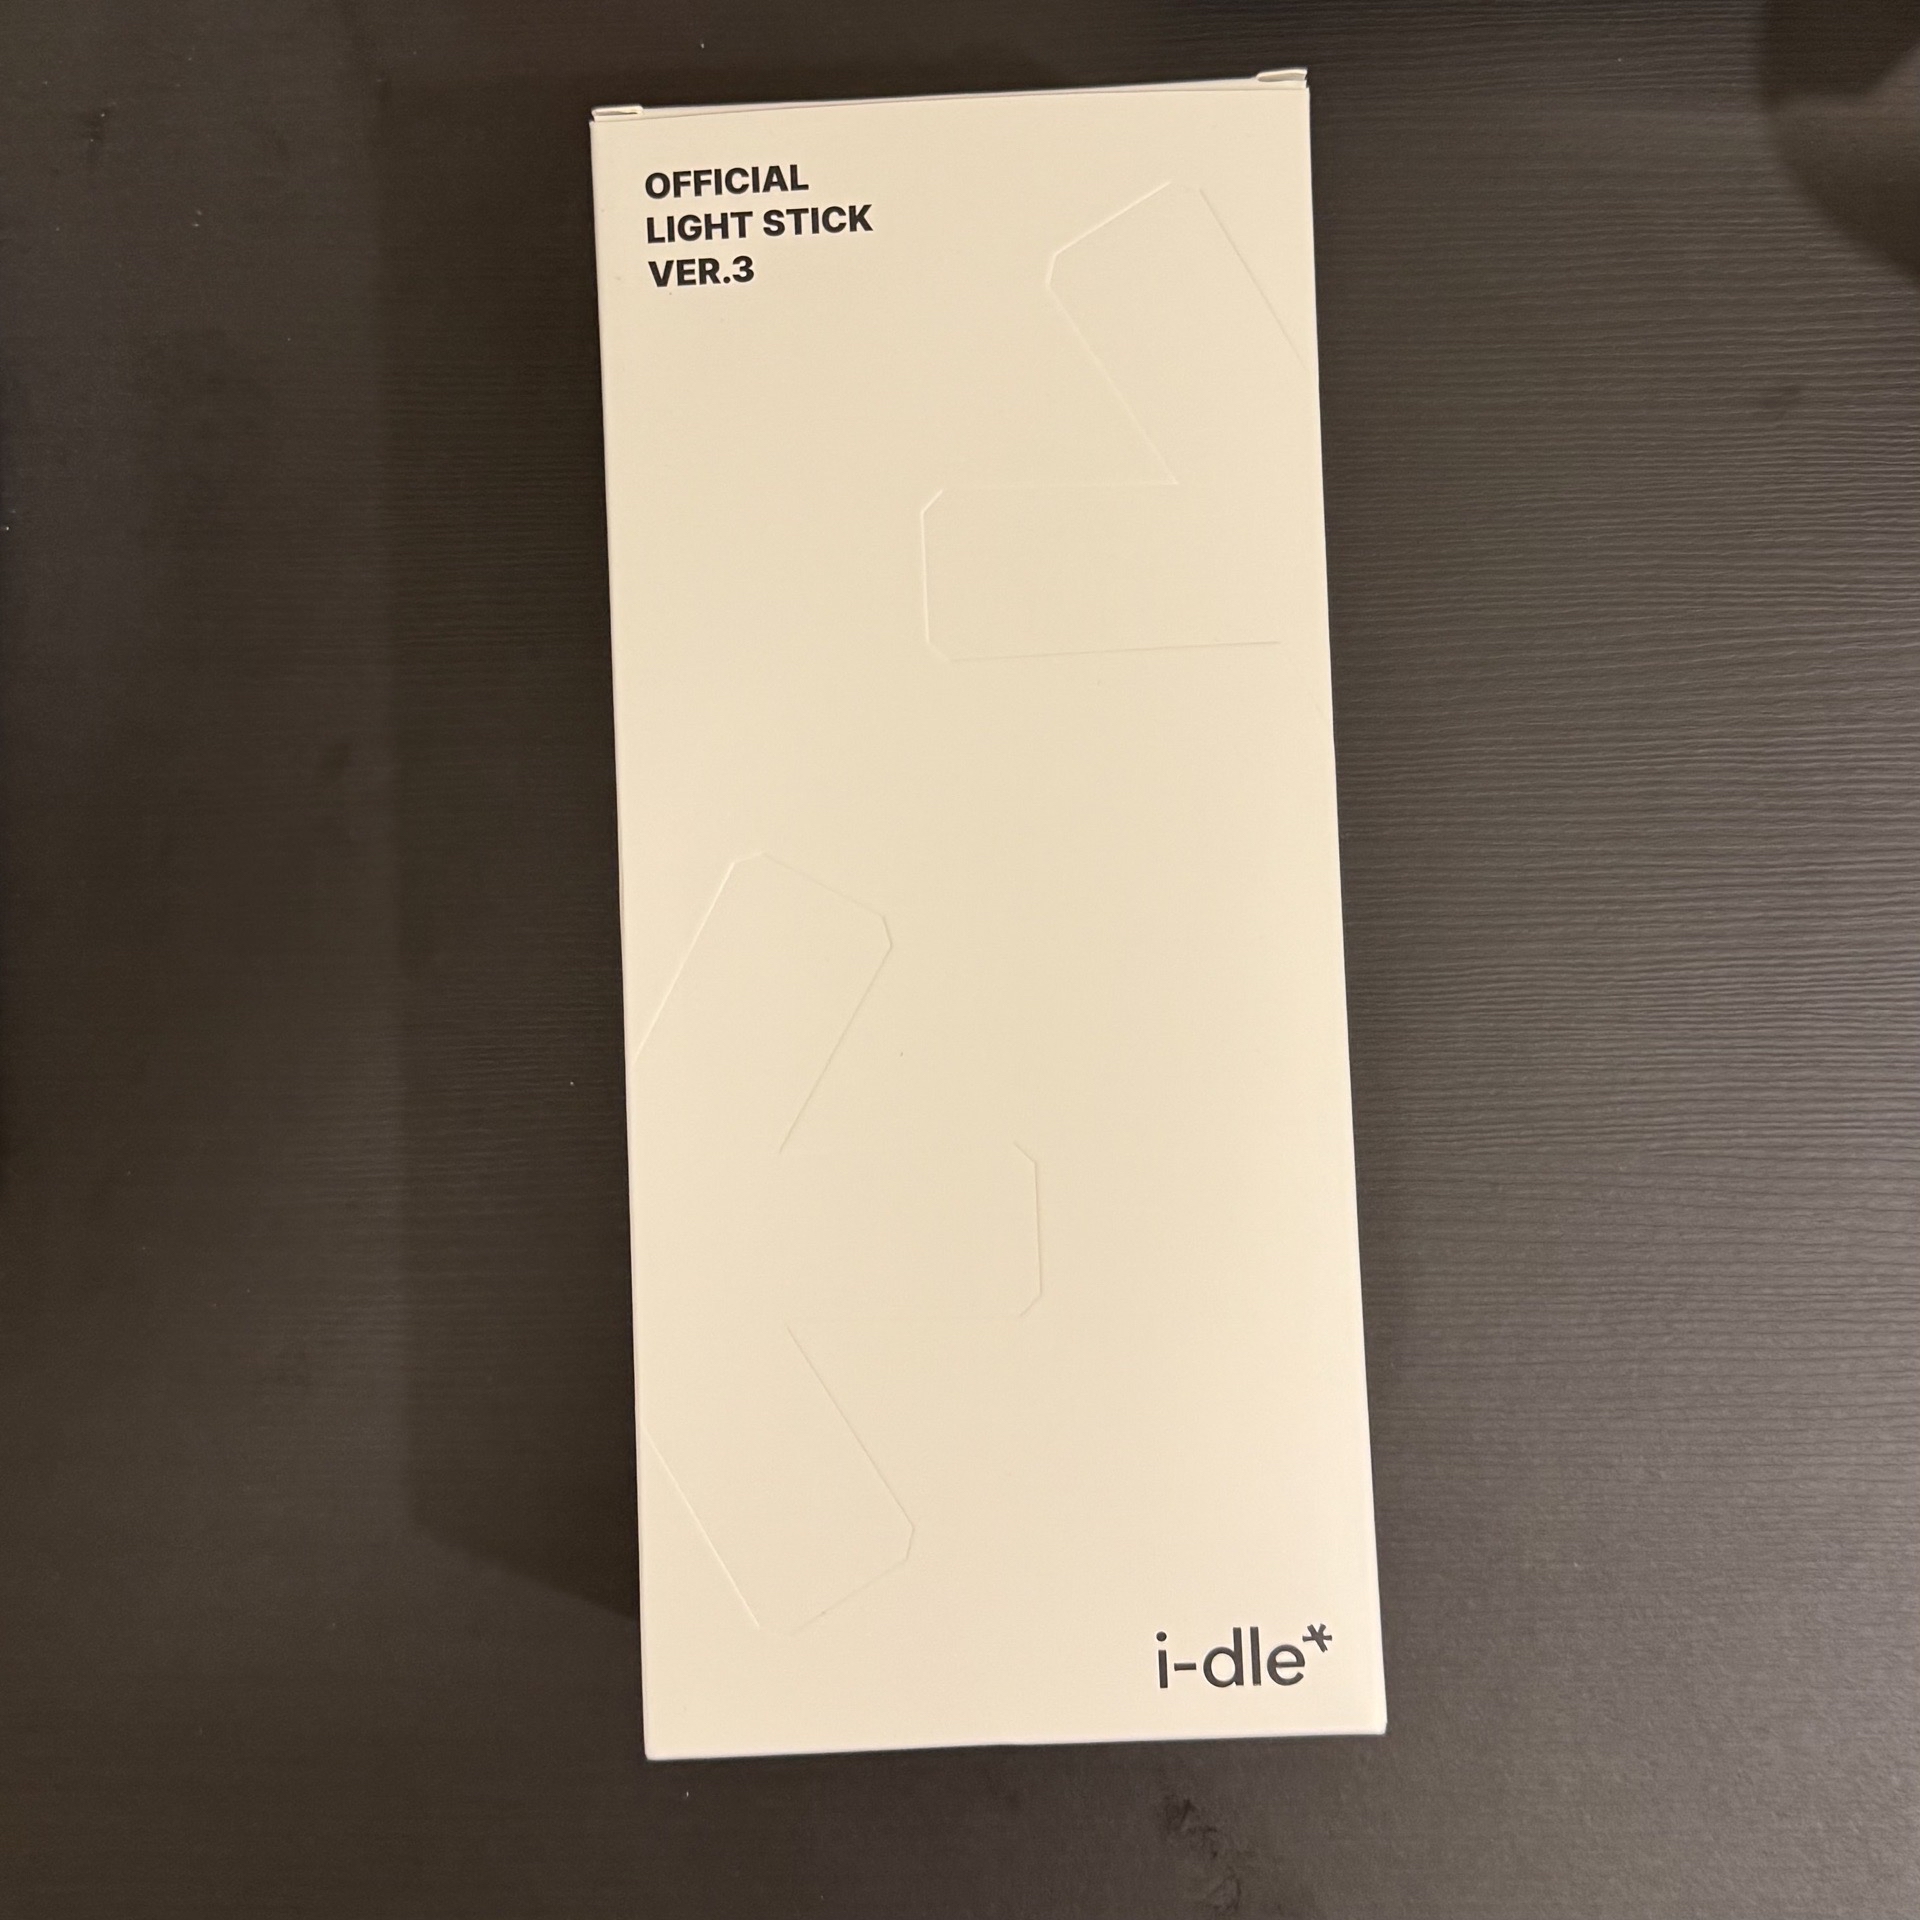 OFFICIAL
LIGHT STICK
VER.3
i-dle*